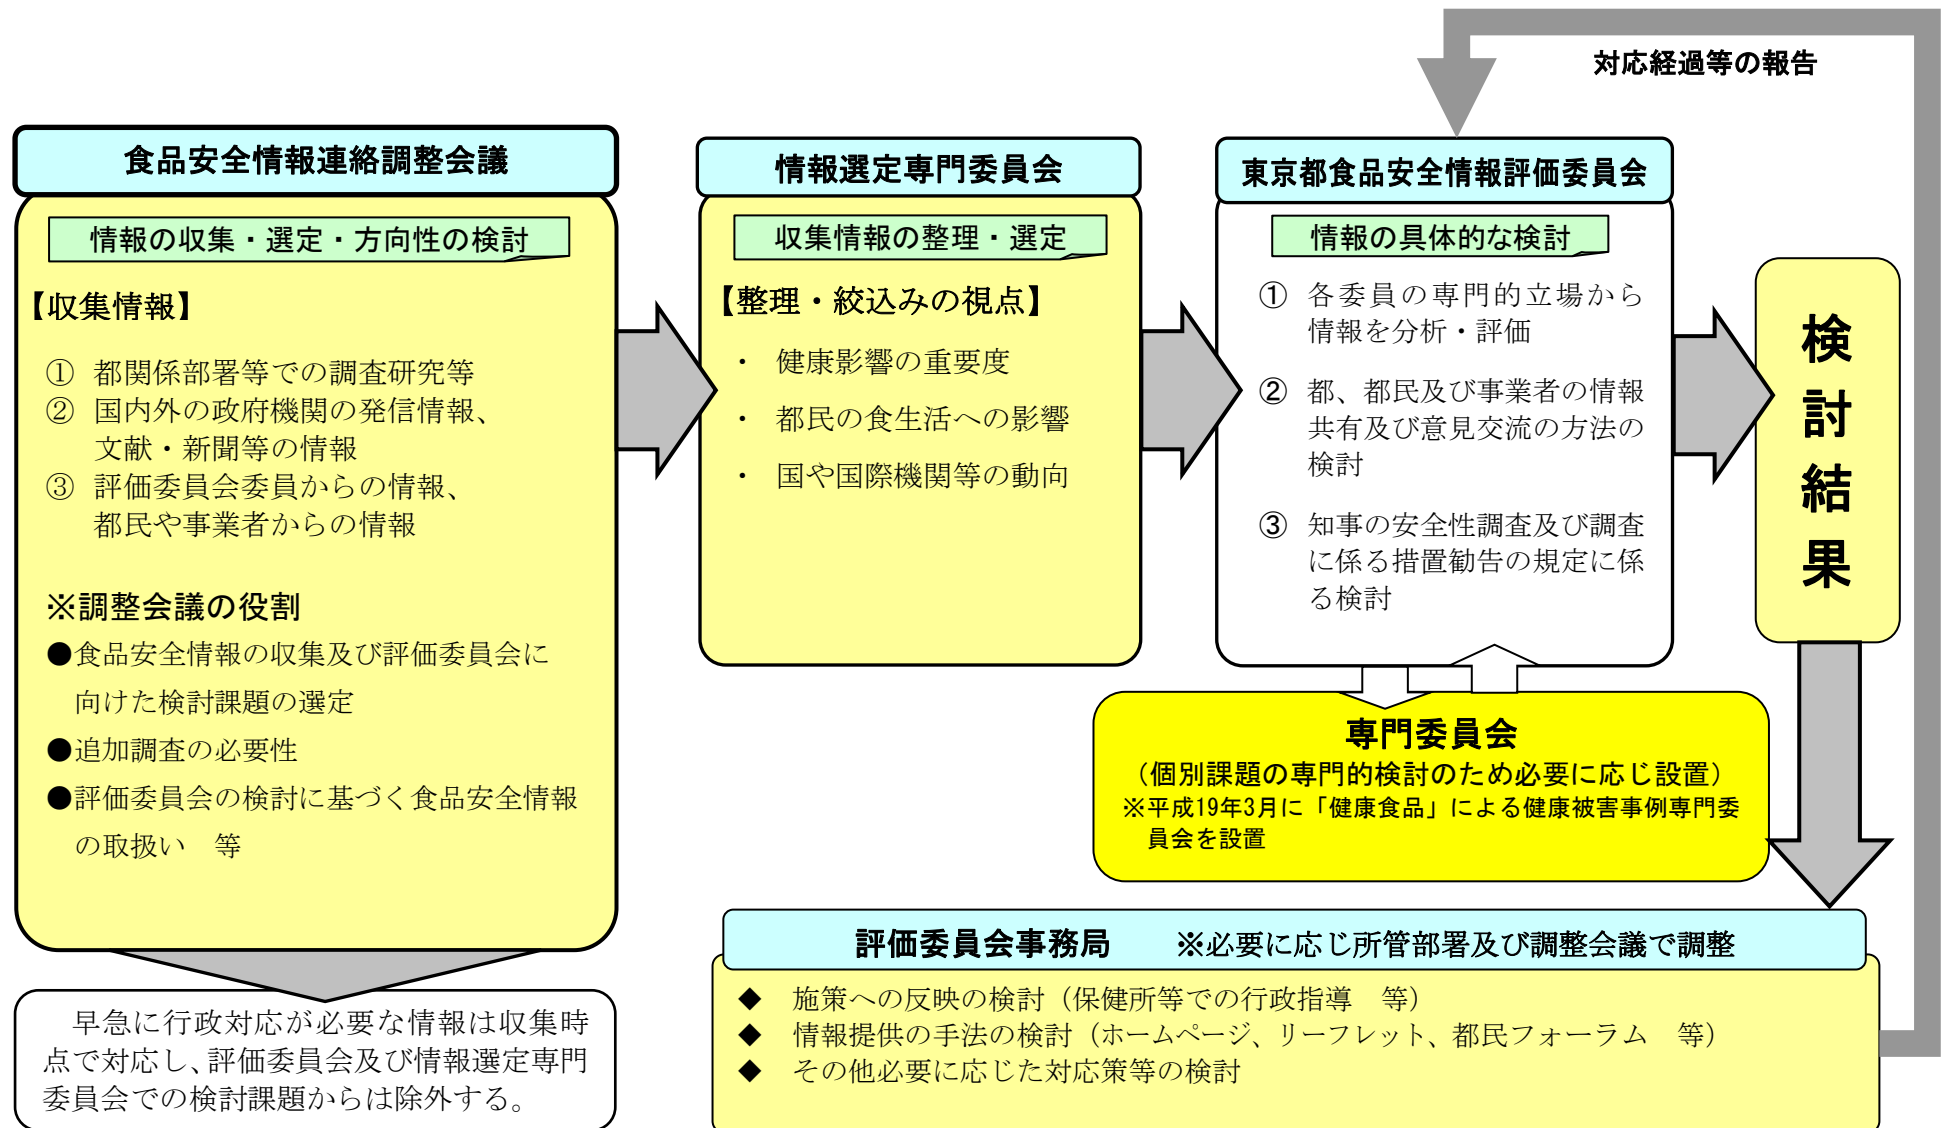 対応経過等の報告
食品安全情報連絡調整会議
情報の収集・選定・方向性の検討
【収集情報】
① 都関係部署等での調査研究等
② 国内外の政府機関の発信情報、
文献・新聞等の情報
③ 評価委員会委員からの情報、
都民や事業者からの情報
※調整会議の役割
●食品安全情報の収集及び評価委員会に
向けた検討課題の選定
●追加調査の必要性
●評価委員会の検討に基づく食品安全情報
の取扱い 等
早急に行政対応が必要な情報は収集時
点で対応し、評価委員会及び情報選定専門
委員会での検討課題からは除外する。
情報選定専門委員会
収集情報の整理・選定
【整理・絞込みの視点】
・ 健康影響の重要度
・ 都民の食生活への影響
・ 国や国際機関等の動向
東京都食品安全情報評価委員会
情報の具体的な検討
① 各委員の専門的立場から
情報を分析・評価
② 都、都民及び事業者の情報
共有及び意見交流の方法の
検討
③ 知事の安全性調査及び調査
に係る措置勧告の規定に係
る検討
専門委員会
（個別課題の専門的検討のため必要に応じ設置）
※平成19年3月に「健康食品」による健康被害事例専門委
員会を設置
検討結果
評価委員会事務局 ※必要に応じ所管部署及び調整会議で調整
◆ 施策への反映の検討（保健所等での行政指導 等）
◆ 情報提供の手法の検討（ホームページ、リーフレット、都民フォーラム 等）
◆ その他必要に応じた対応策等の検討